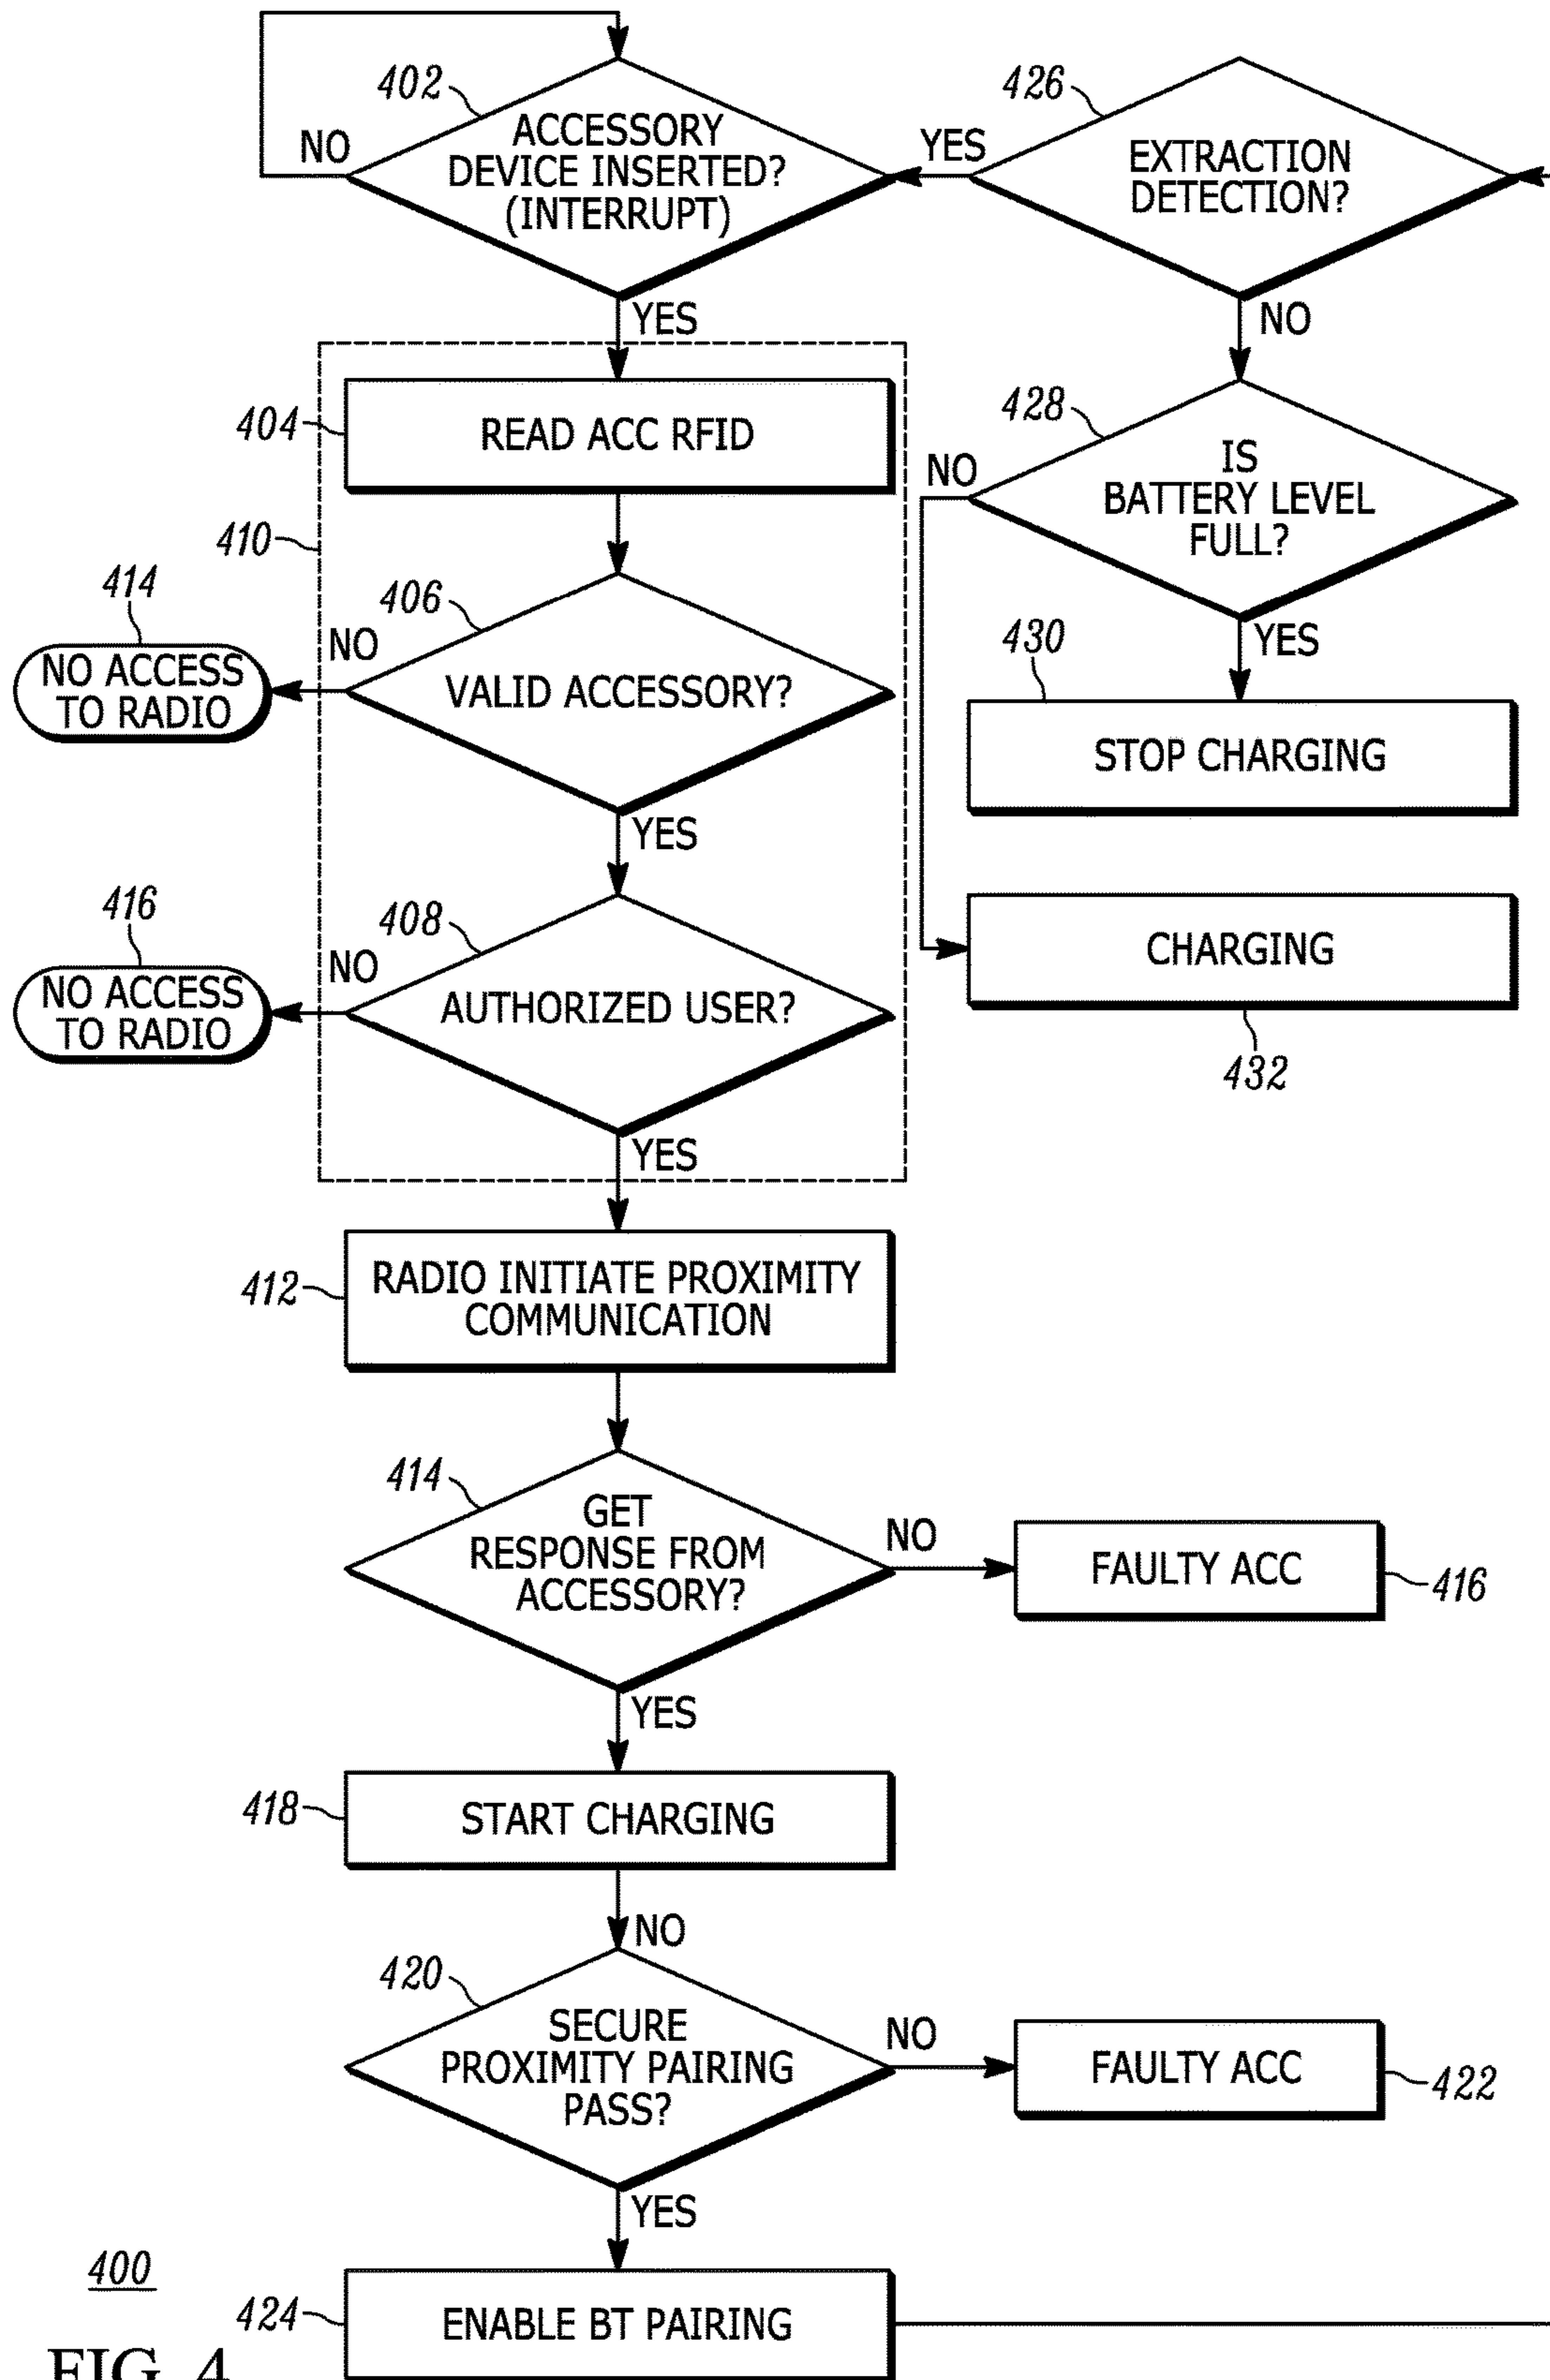 402
NO
ACCESSORY
DEVICE INSERTED?
(INTERRUPT)
YES
426
YES
EXTRACTION
DETECTION?
NO
404
READ ACC RFID
410
428
NO
IS
BATTERY LEVEL
FULL?
YES
414
NO ACCESS
TO RADIO
406
NO
VALID ACCESSORY?
YES
430
STOP CHARGING
416
NO ACCESS
TO RADIO
408
NO
AUTHORIZED USER?
YES
CHARGING
432
412
RADIO INITIATE PROXIMITY
COMMUNICATION
414
GET
RESPONSE FROM
ACCESSORY?
NO
FAULTY ACC
416
YES
418
START CHARGING
NO
420
SECURE
PROXIMITY PAIRING
PASS?
NO
FAULTY ACC
422
YES
400
424
ENABLE BT PAIRING
FIG. 4